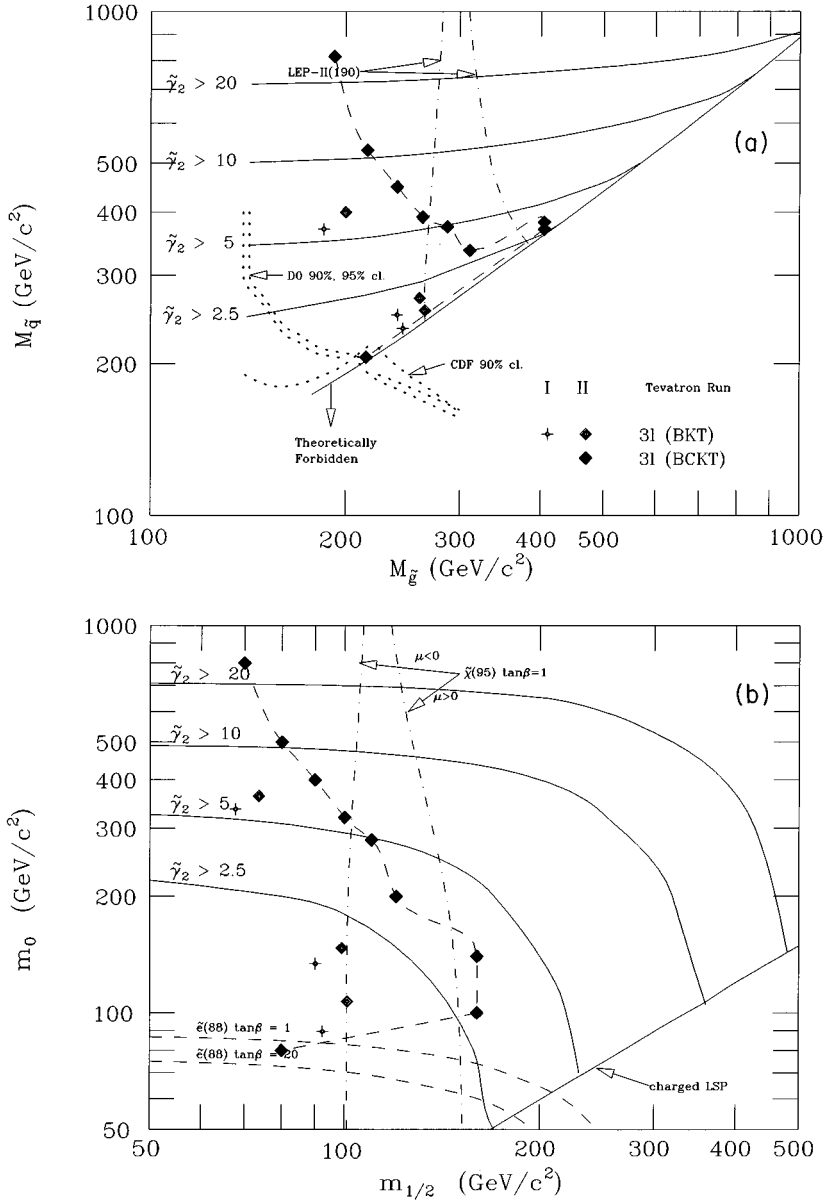 1000
LEP-II(190)
γ̃₂ > 20
(a)
γ̃₂ > 10
500
400
γ̃₂ > 5
300
D0 90%, 95% cl.
γ̃₂ > 2.5
200
CDF 90% cl.
I II Tevatron Run
3l (BKT)
3l (BCKT)
Theoretically
Forbidden
100
100 200 300 400 500 1000
M_q̃ (GeV/c²)
M_g̃ (GeV/c²)
1000
μ<0
χ̃(95) tanβ=1
γ̃₂ > 20
μ>0
(b)
γ̃₂ > 10
500
400
γ̃₂ > 5
300
γ̃₂ > 2.5
200
100
ẽ(88) tanβ = 1
ẽ(88) tanβ = 20
charged LSP
50
50 100 200 300 400 500
m₀ (GeV/c²)
m₁/₂ (GeV/c²)